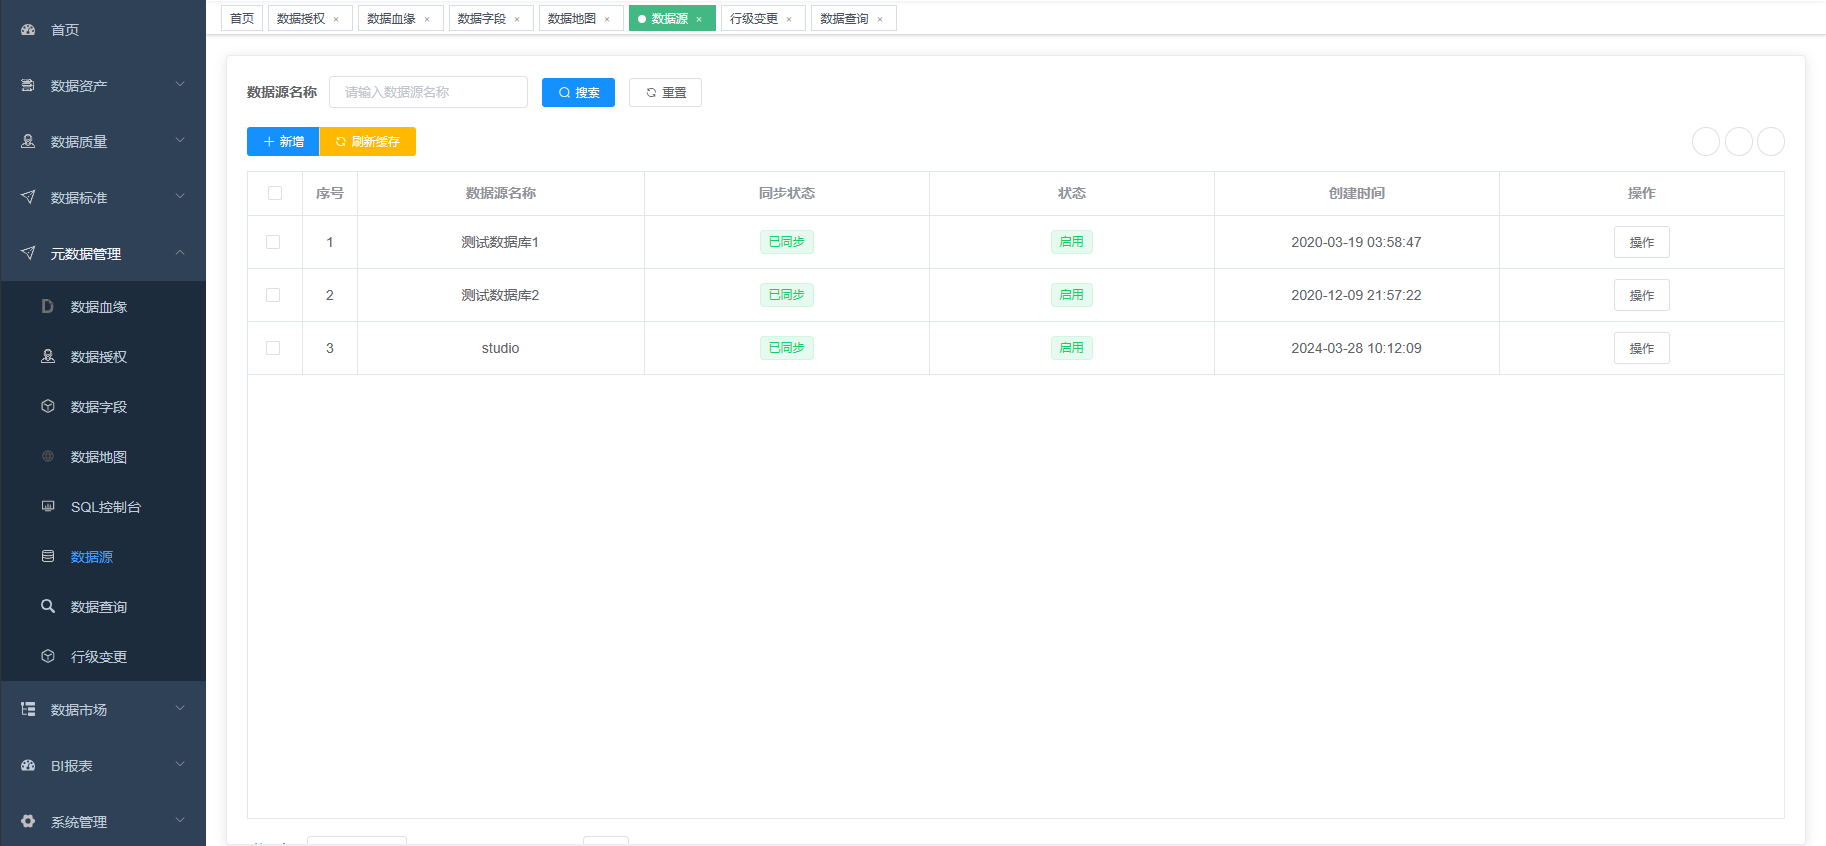 首页
数据资产
数据质量
数据标准
元数据管理
数据血缘
数据授权
数据字段
数据地图
SQL控制台
数据源
数据查询
行级变更
数据市场
BI报表
系统管理
首页 数据授权 × 数据血缘 × 数据字段 × 数据地图 × 数据源 × 行级变更 × 数据查询 ×
数据源名称 请输入数据源名称 搜索 重置
新增 刷新缓存
序号 数据源名称 同步状态 状态 创建时间 操作
1 测试数据库1 已同步 启用 2020-03-19 03:58:47 操作
2 测试数据库2 已同步 启用 2020-12-09 21:57:22 操作
3 studio 已同步 启用 2024-03-28 10:12:09 操作